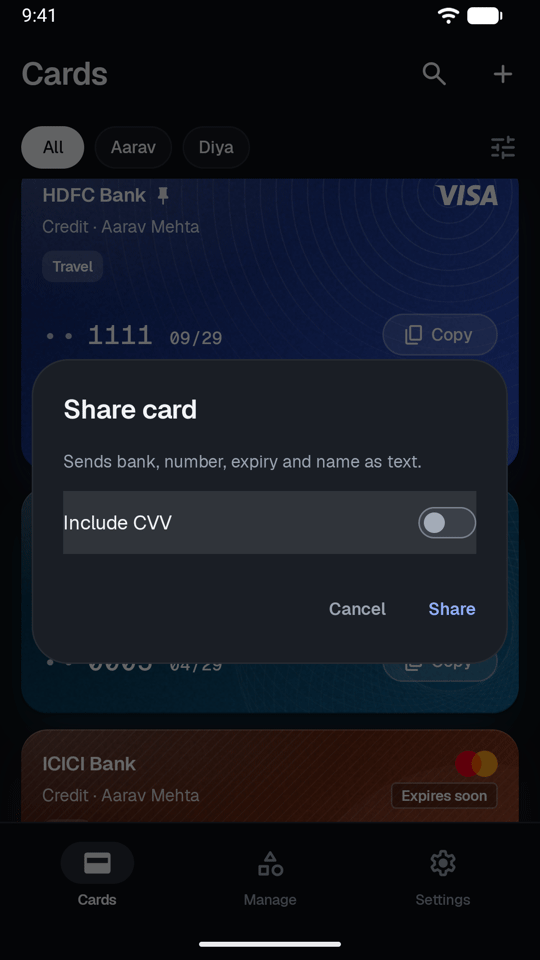 9:41
Cards
All
Aarav
Diya
HDFC Bank
VISA
Credit · Aarav Mehta
Travel
•• 1111 09/29
Copy
Share card
Sends bank, number, expiry and name as text.
Include CVV
Cancel
Share
04/29
Copy
ICICI Bank
Credit · Aarav Mehta
Expires soon
Cards
Manage
Settings